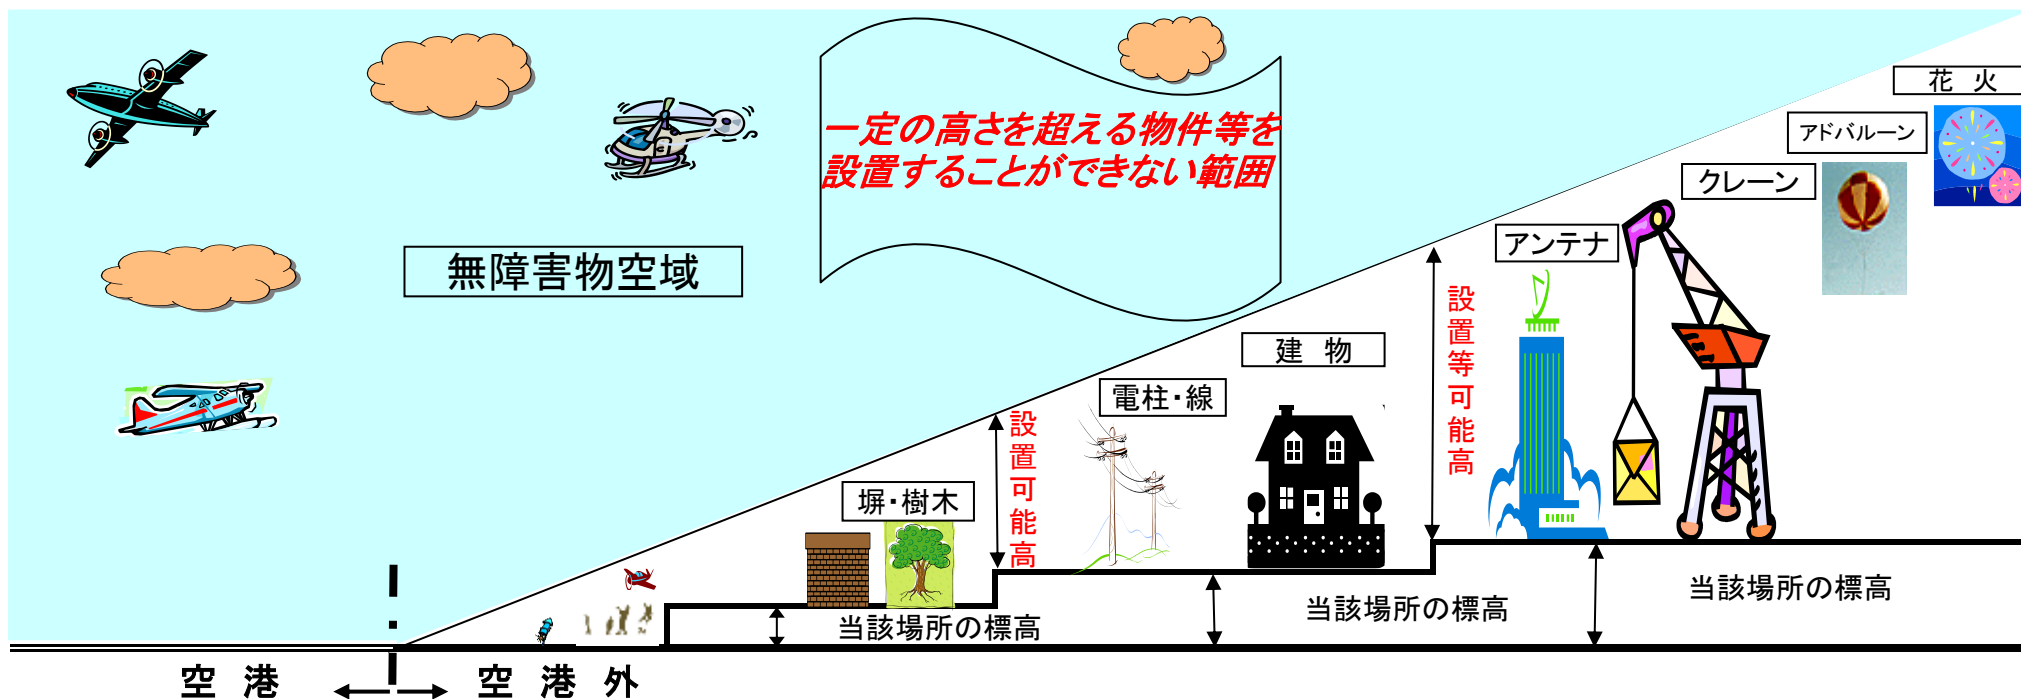 花 火
アドバルーン
一定の高さを超える物件等を
設置することができない範囲
クレーン
アンテナ
無障害物空域
設置等可能高
建 物
電柱・線
設置可能高
塀・樹木
当該場所の標高
当該場所の標高
当該場所の標高
空 港
空 港 外